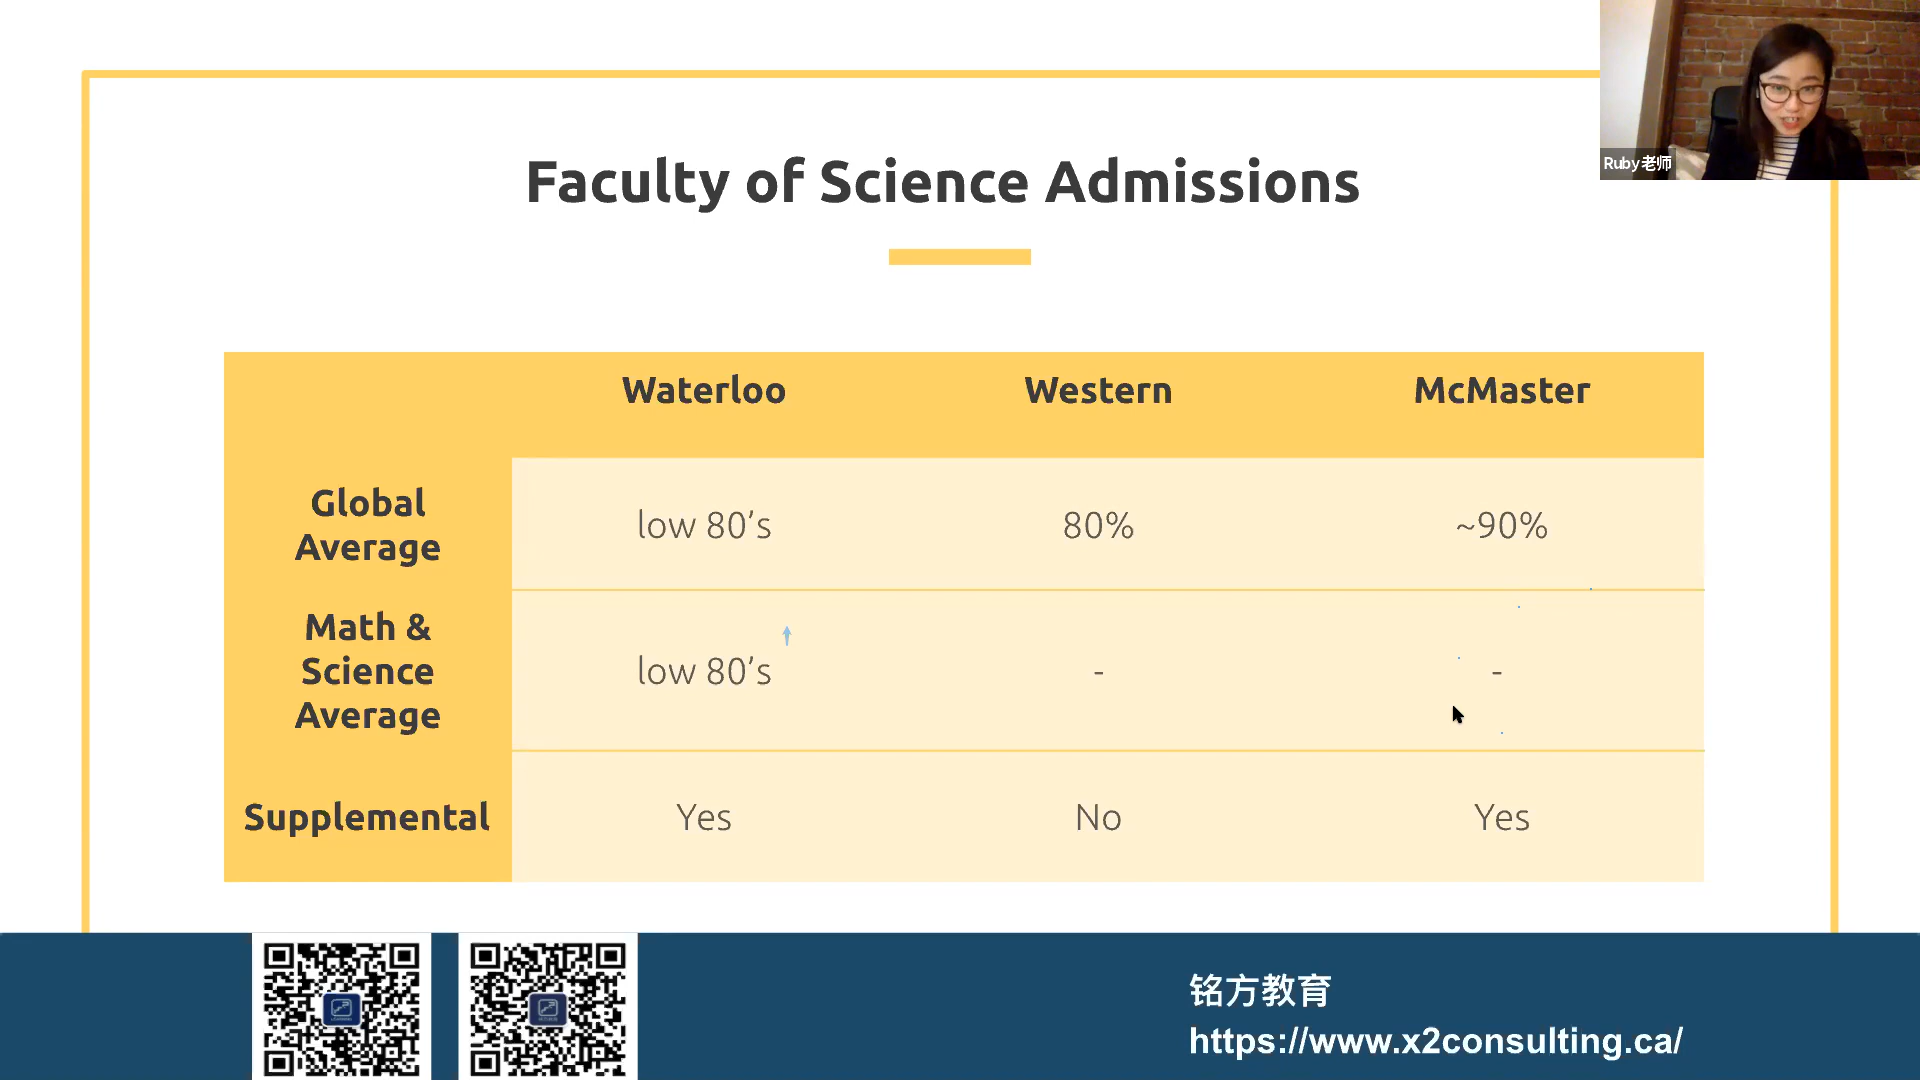 Ruby老师
Faculty of Science Admissions
Waterloo Western McMaster
Global
Average
low 80’s 80% ~90%
Math &
Science
Average
low 80’s - -
Supplemental Yes No Yes
铭方教育
https://www.x2consulting.ca/